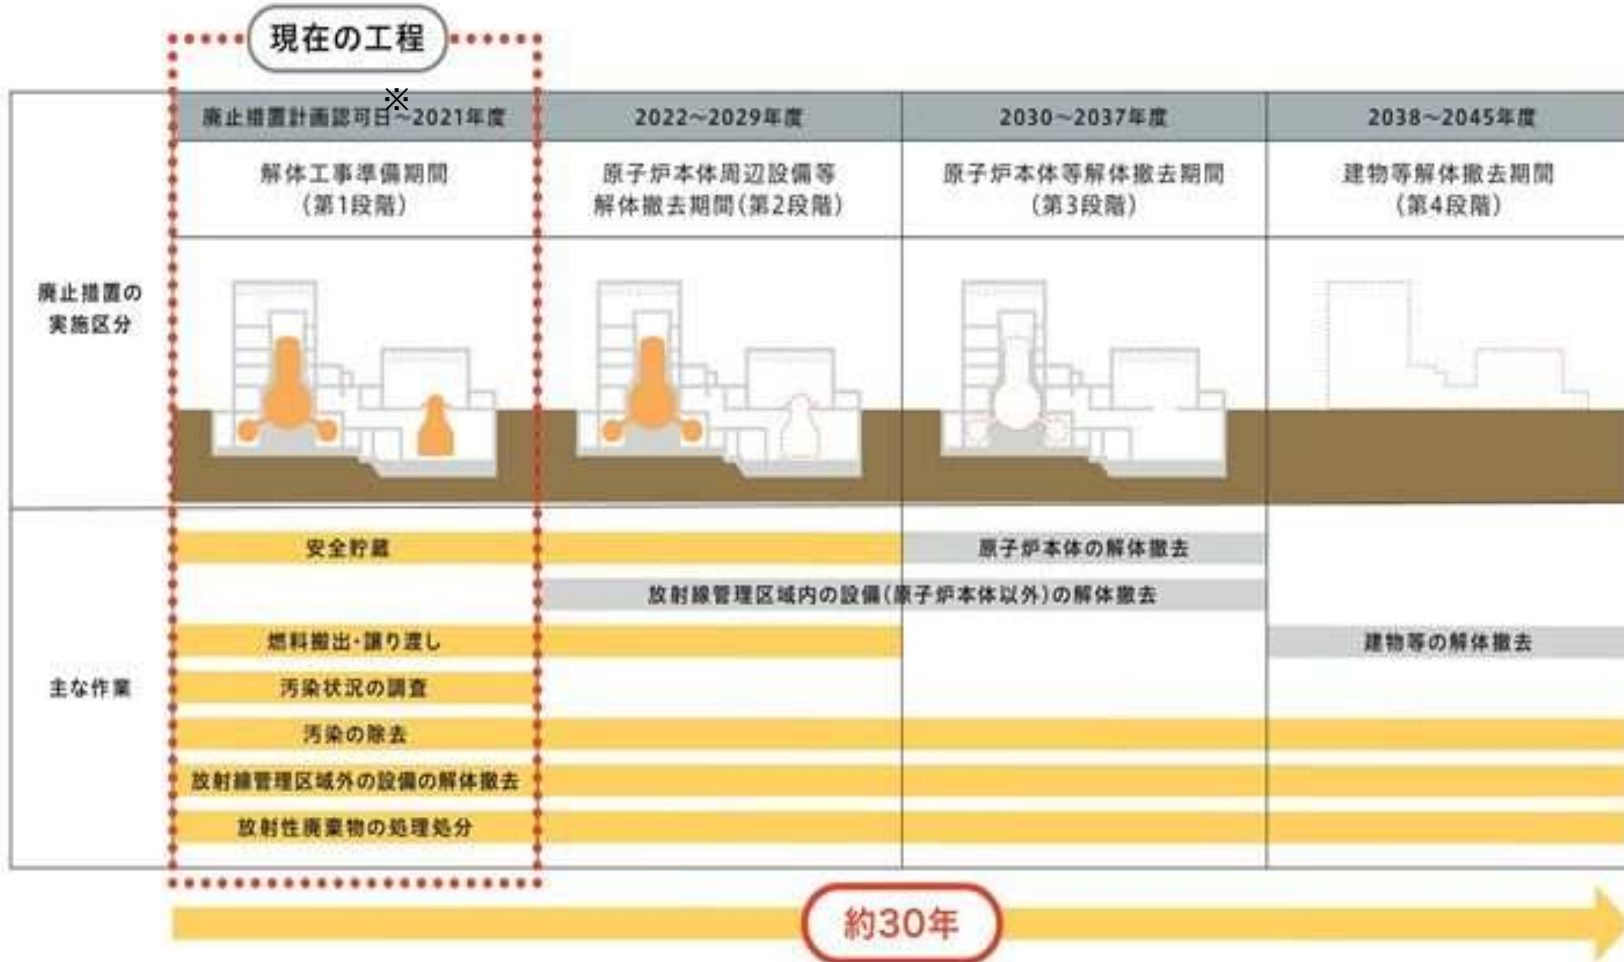 現在の工程
※
廃止措置計画認可日～2021年度
2022～2029年度
2030～2037年度
2038～2045年度
解体工事準備期間
(第1段階)
原子炉本体周辺設備等
解体撤去期間(第2段階)
原子炉本体等解体撤去期間
(第3段階)
建物等解体撤去期間
(第4段階)
廃止措置の
実施区分
主な作業
安全貯蔵
原子炉本体の解体撤去
放射線管理区域内の設備(原子炉本体以外)の解体撤去
燃料搬出・譲り渡し
建物等の解体撤去
汚染状況の調査
汚染の除去
放射線管理区域外の設備の解体撤去
放射性廃棄物の処理処分
約30年